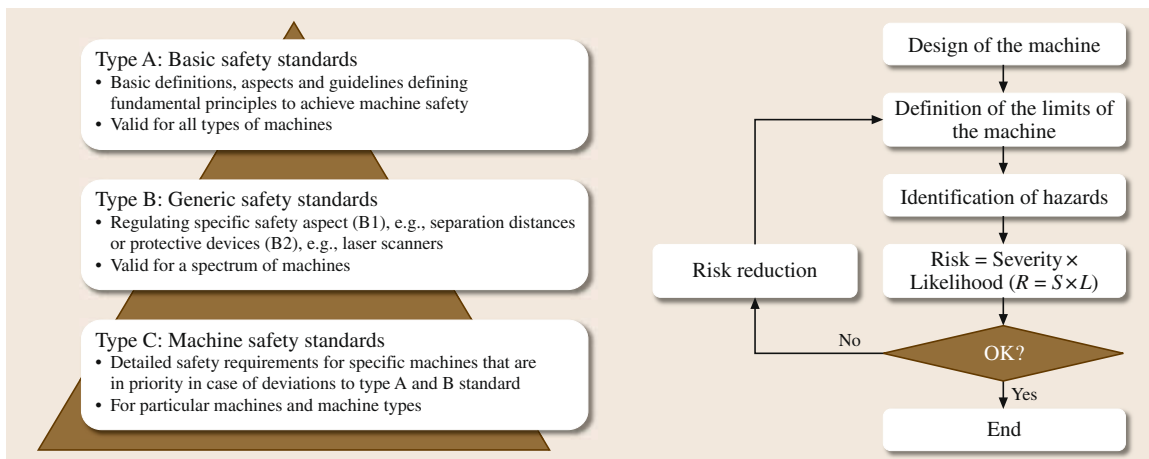 Type A: Basic safety standards
• Basic definitions, aspects and guidelines defining
fundamental principles to achieve machine safety
• Valid for all types of machines
Type B: Generic safety standards
• Regulating specific safety aspect (B1), e.g., separation distances
or protective devices (B2), e.g., laser scanners
• Valid for a spectrum of machines
Type C: Machine safety standards
• Detailed safety requirements for specific machines that are
in priority in case of deviations to type A and B standard
• For particular machines and machine types
Design of the machine
Definition of the limits of
the machine
Identification of hazards
Risk = Severity ×
Likelihood (R = S × L)
Risk reduction
No
OK?
Yes
End